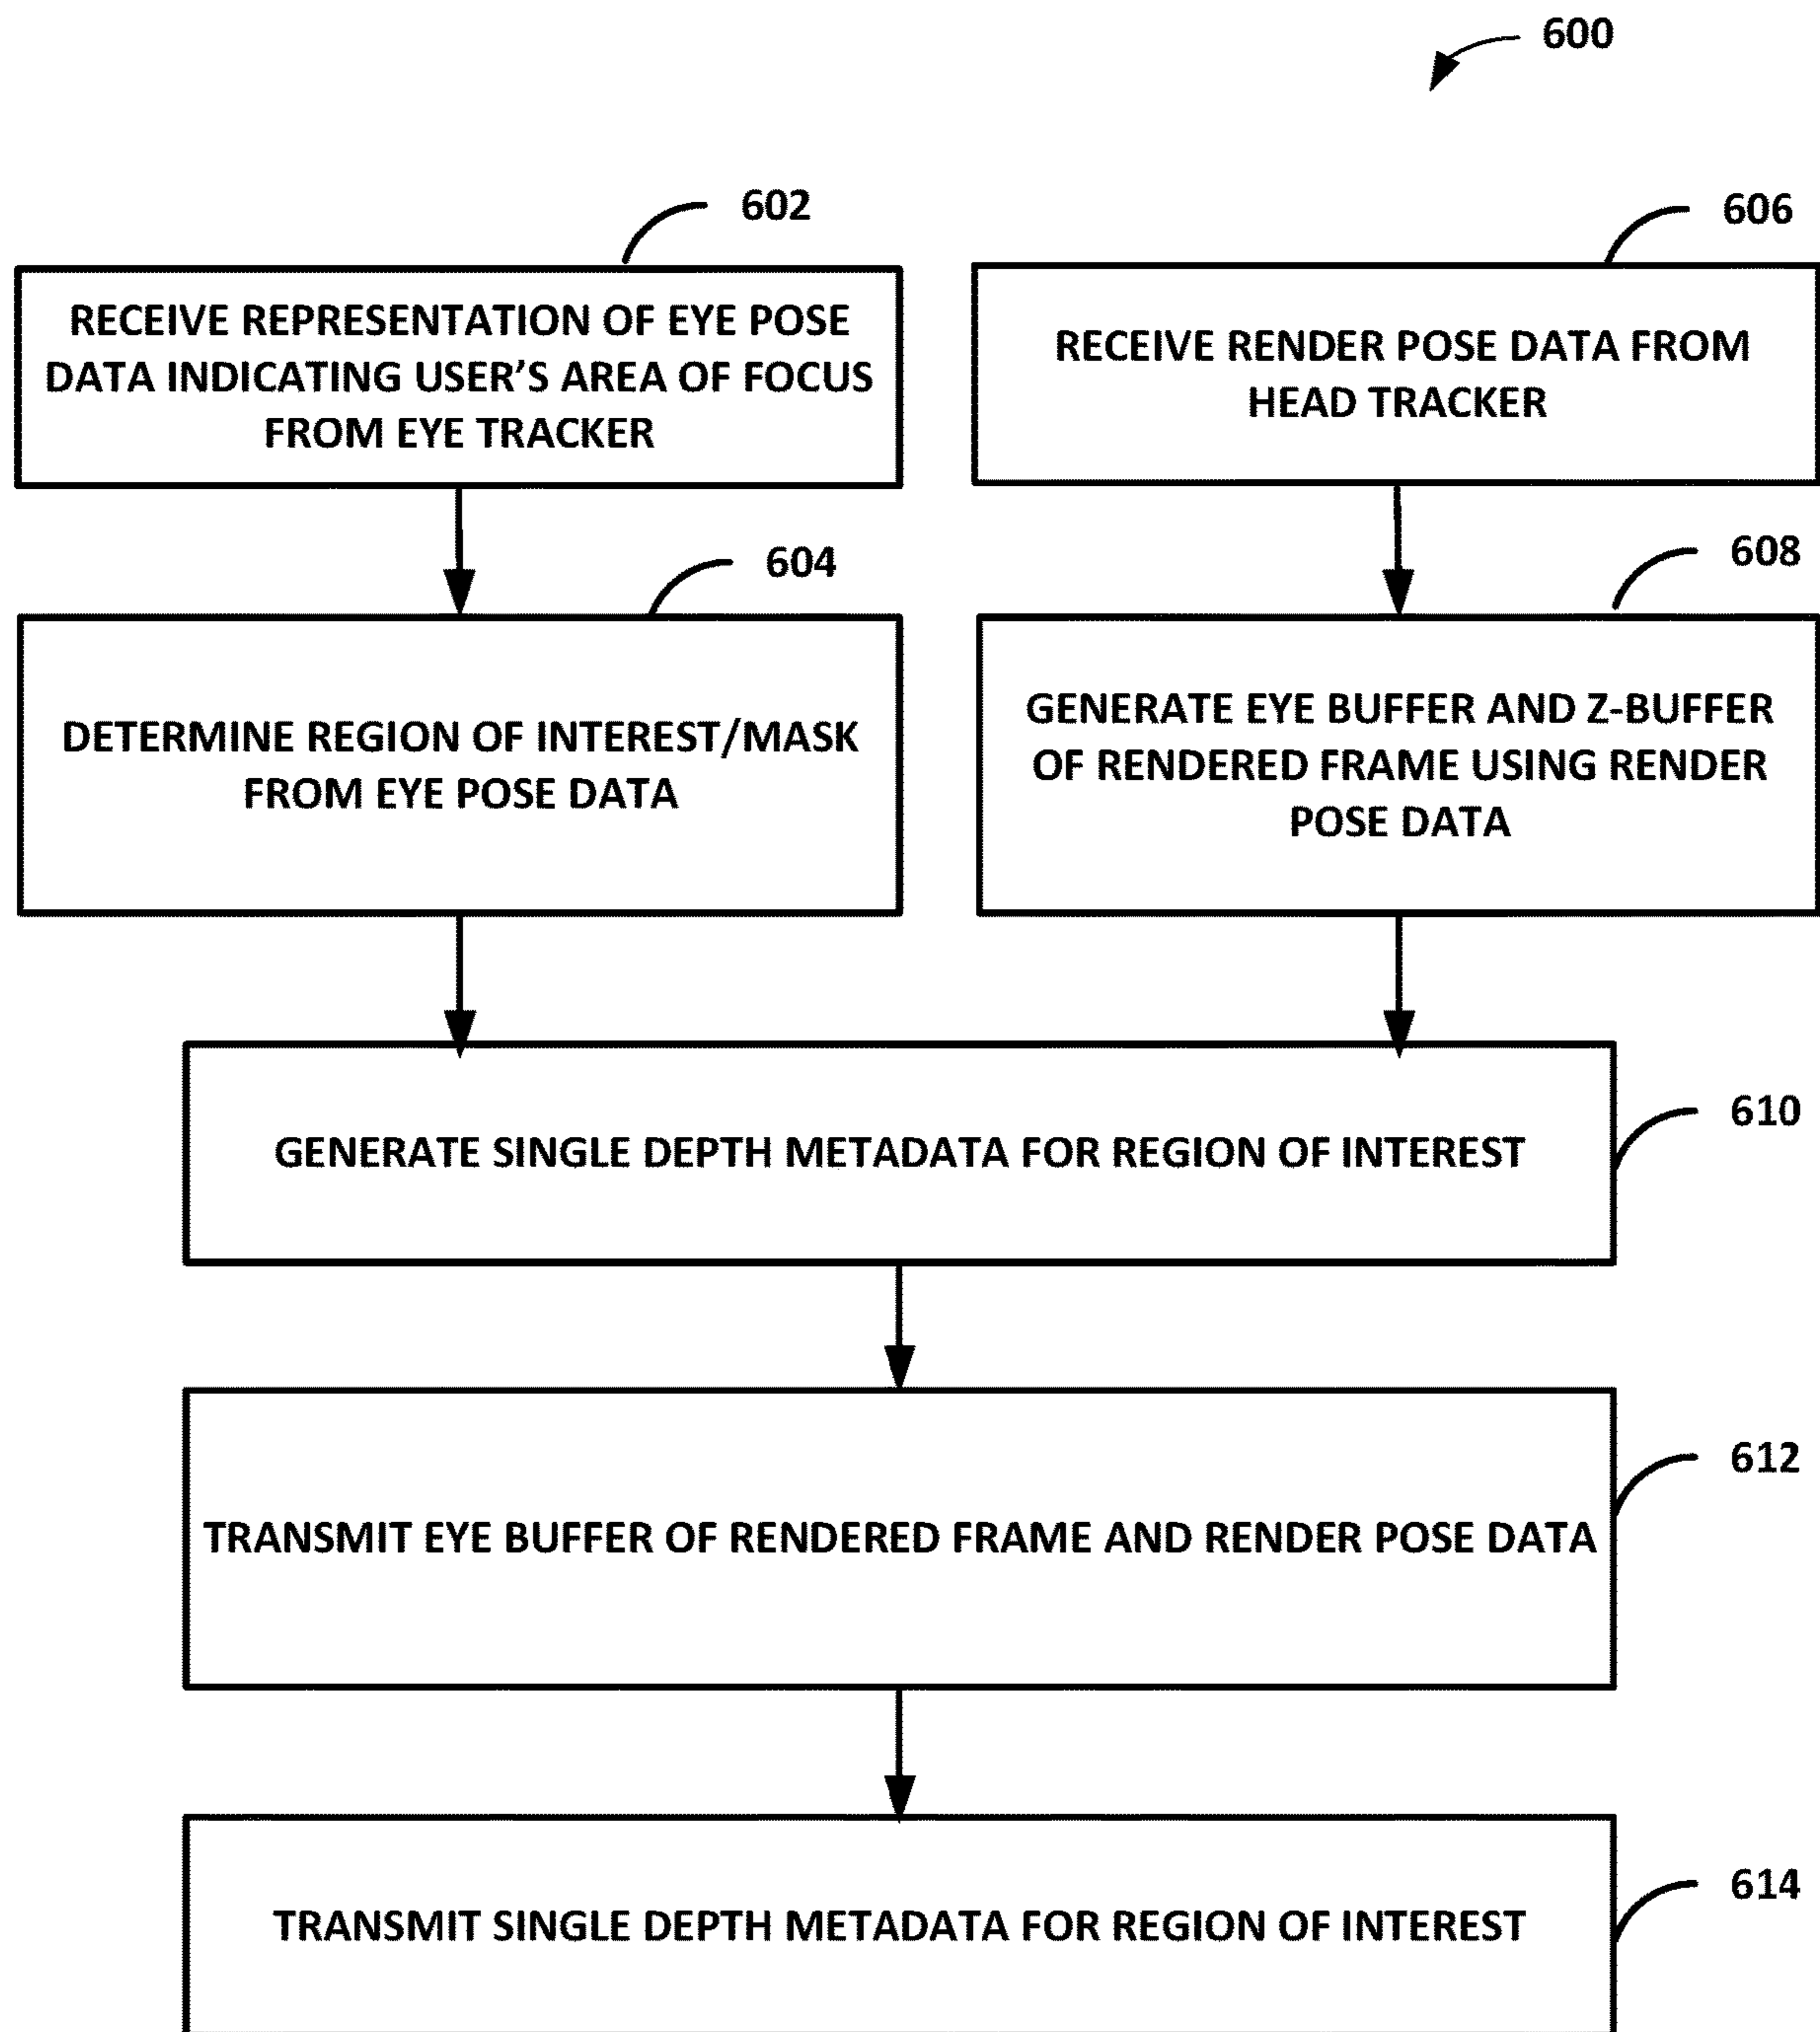 600
602
RECEIVE REPRESENTATION OF EYE POSE
DATA INDICATING USER'S AREA OF FOCUS
FROM EYE TRACKER
606
RECEIVE RENDER POSE DATA FROM
HEAD TRACKER
604
DETERMINE REGION OF INTEREST/MASK
FROM EYE POSE DATA
608
GENERATE EYE BUFFER AND Z-BUFFER
OF RENDERED FRAME USING RENDER
POSE DATA
610
GENERATE SINGLE DEPTH METADATA FOR REGION OF INTEREST
612
TRANSMIT EYE BUFFER OF RENDERED FRAME AND RENDER POSE DATA
614
TRANSMIT SINGLE DEPTH METADATA FOR REGION OF INTEREST